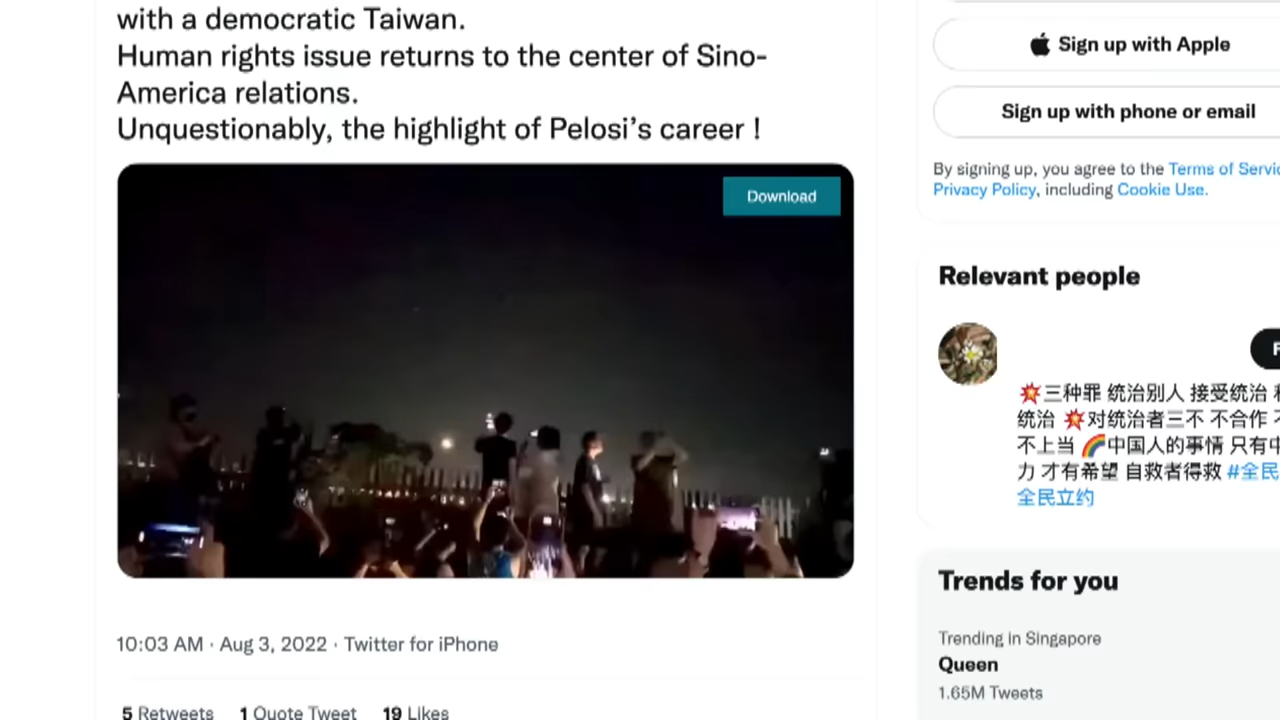 with a democratic Taiwan.
Human rights issue returns to the center of Sino-
America relations.
Unquestionably, the highlight of Pelosi's career !
Download
10:03 AM · Aug 3, 2022 · Twitter for iPhone
5 Retweets 1 Quote Tweet 19 Likes
Sign up with Apple
Sign up with phone or email
By signing up, you agree to the Terms of
Privacy Policy, including Cookie Use.
Relevant people
💥三种罪 统治别人 接受统治
统治 💥对统治者三不 不合作
不上当 🌈中国人的事情 只有
力 才有希望 自救者得救 #全民
全民立约
Trends for you
Trending in Singapore
Queen
1.65M Tweets